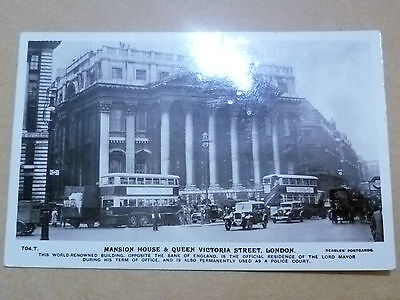 MANSION HOUSE & QUEEN VICTORIA STREET, LONDON.
704. T.
BEAGLES' POSTCARDS.
THIS WORLD-RENOWNED BUILDING, OPPOSITE THE BANK OF ENGLAND, IS THE OFFICIAL RESIDENCE OF THE LORD MAYOR
DURING HIS TERM OF OFFICE, AND IS ALSO PERMANENTLY USED AS A POLICE COURT.